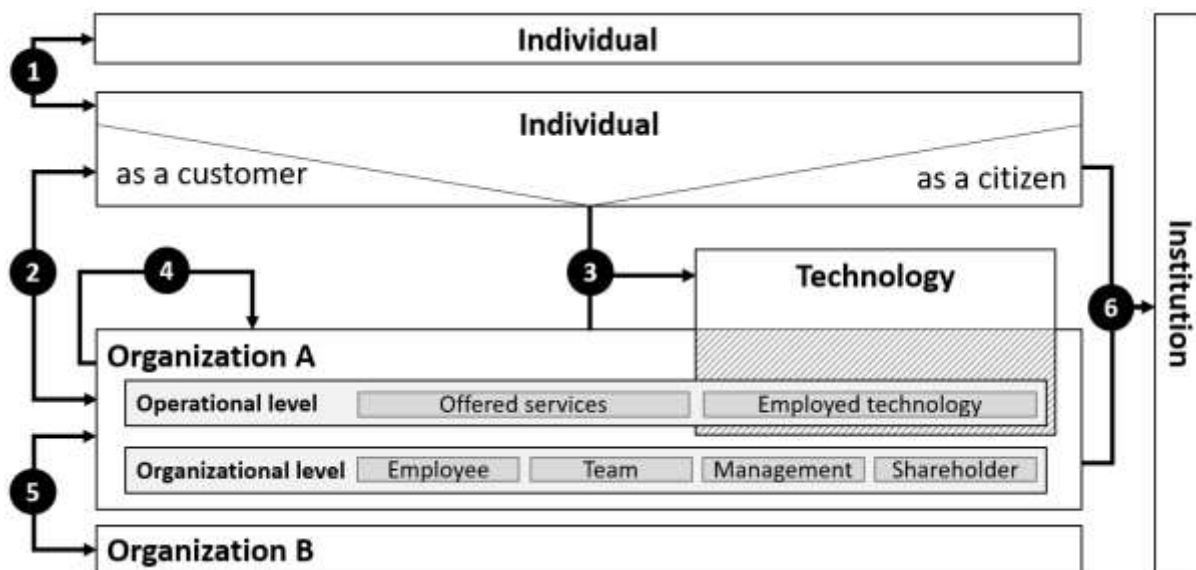 Individual
1
Individual
as a customer
as a citizen
2
4
3
Technology
6
Institution
Organization A
Operational level
Offered services
Employed technology
Organizational level
Employee
Team
Management
Shareholder
5
Organization B